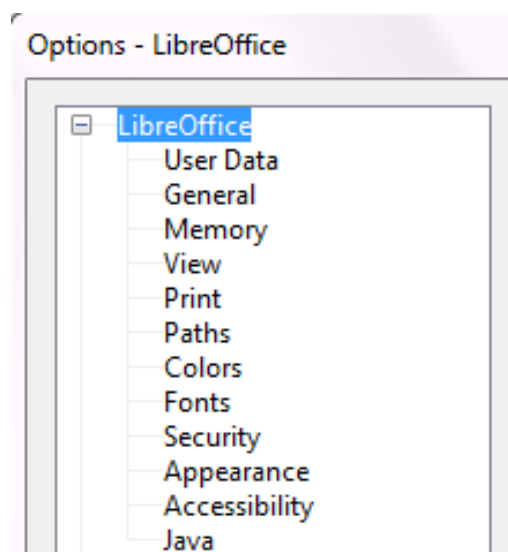 Options - LibreOffice
LibreOffice
User Data
General
Memory
View
Print
Paths
Colors
Fonts
Security
Appearance
Accessibility
Java